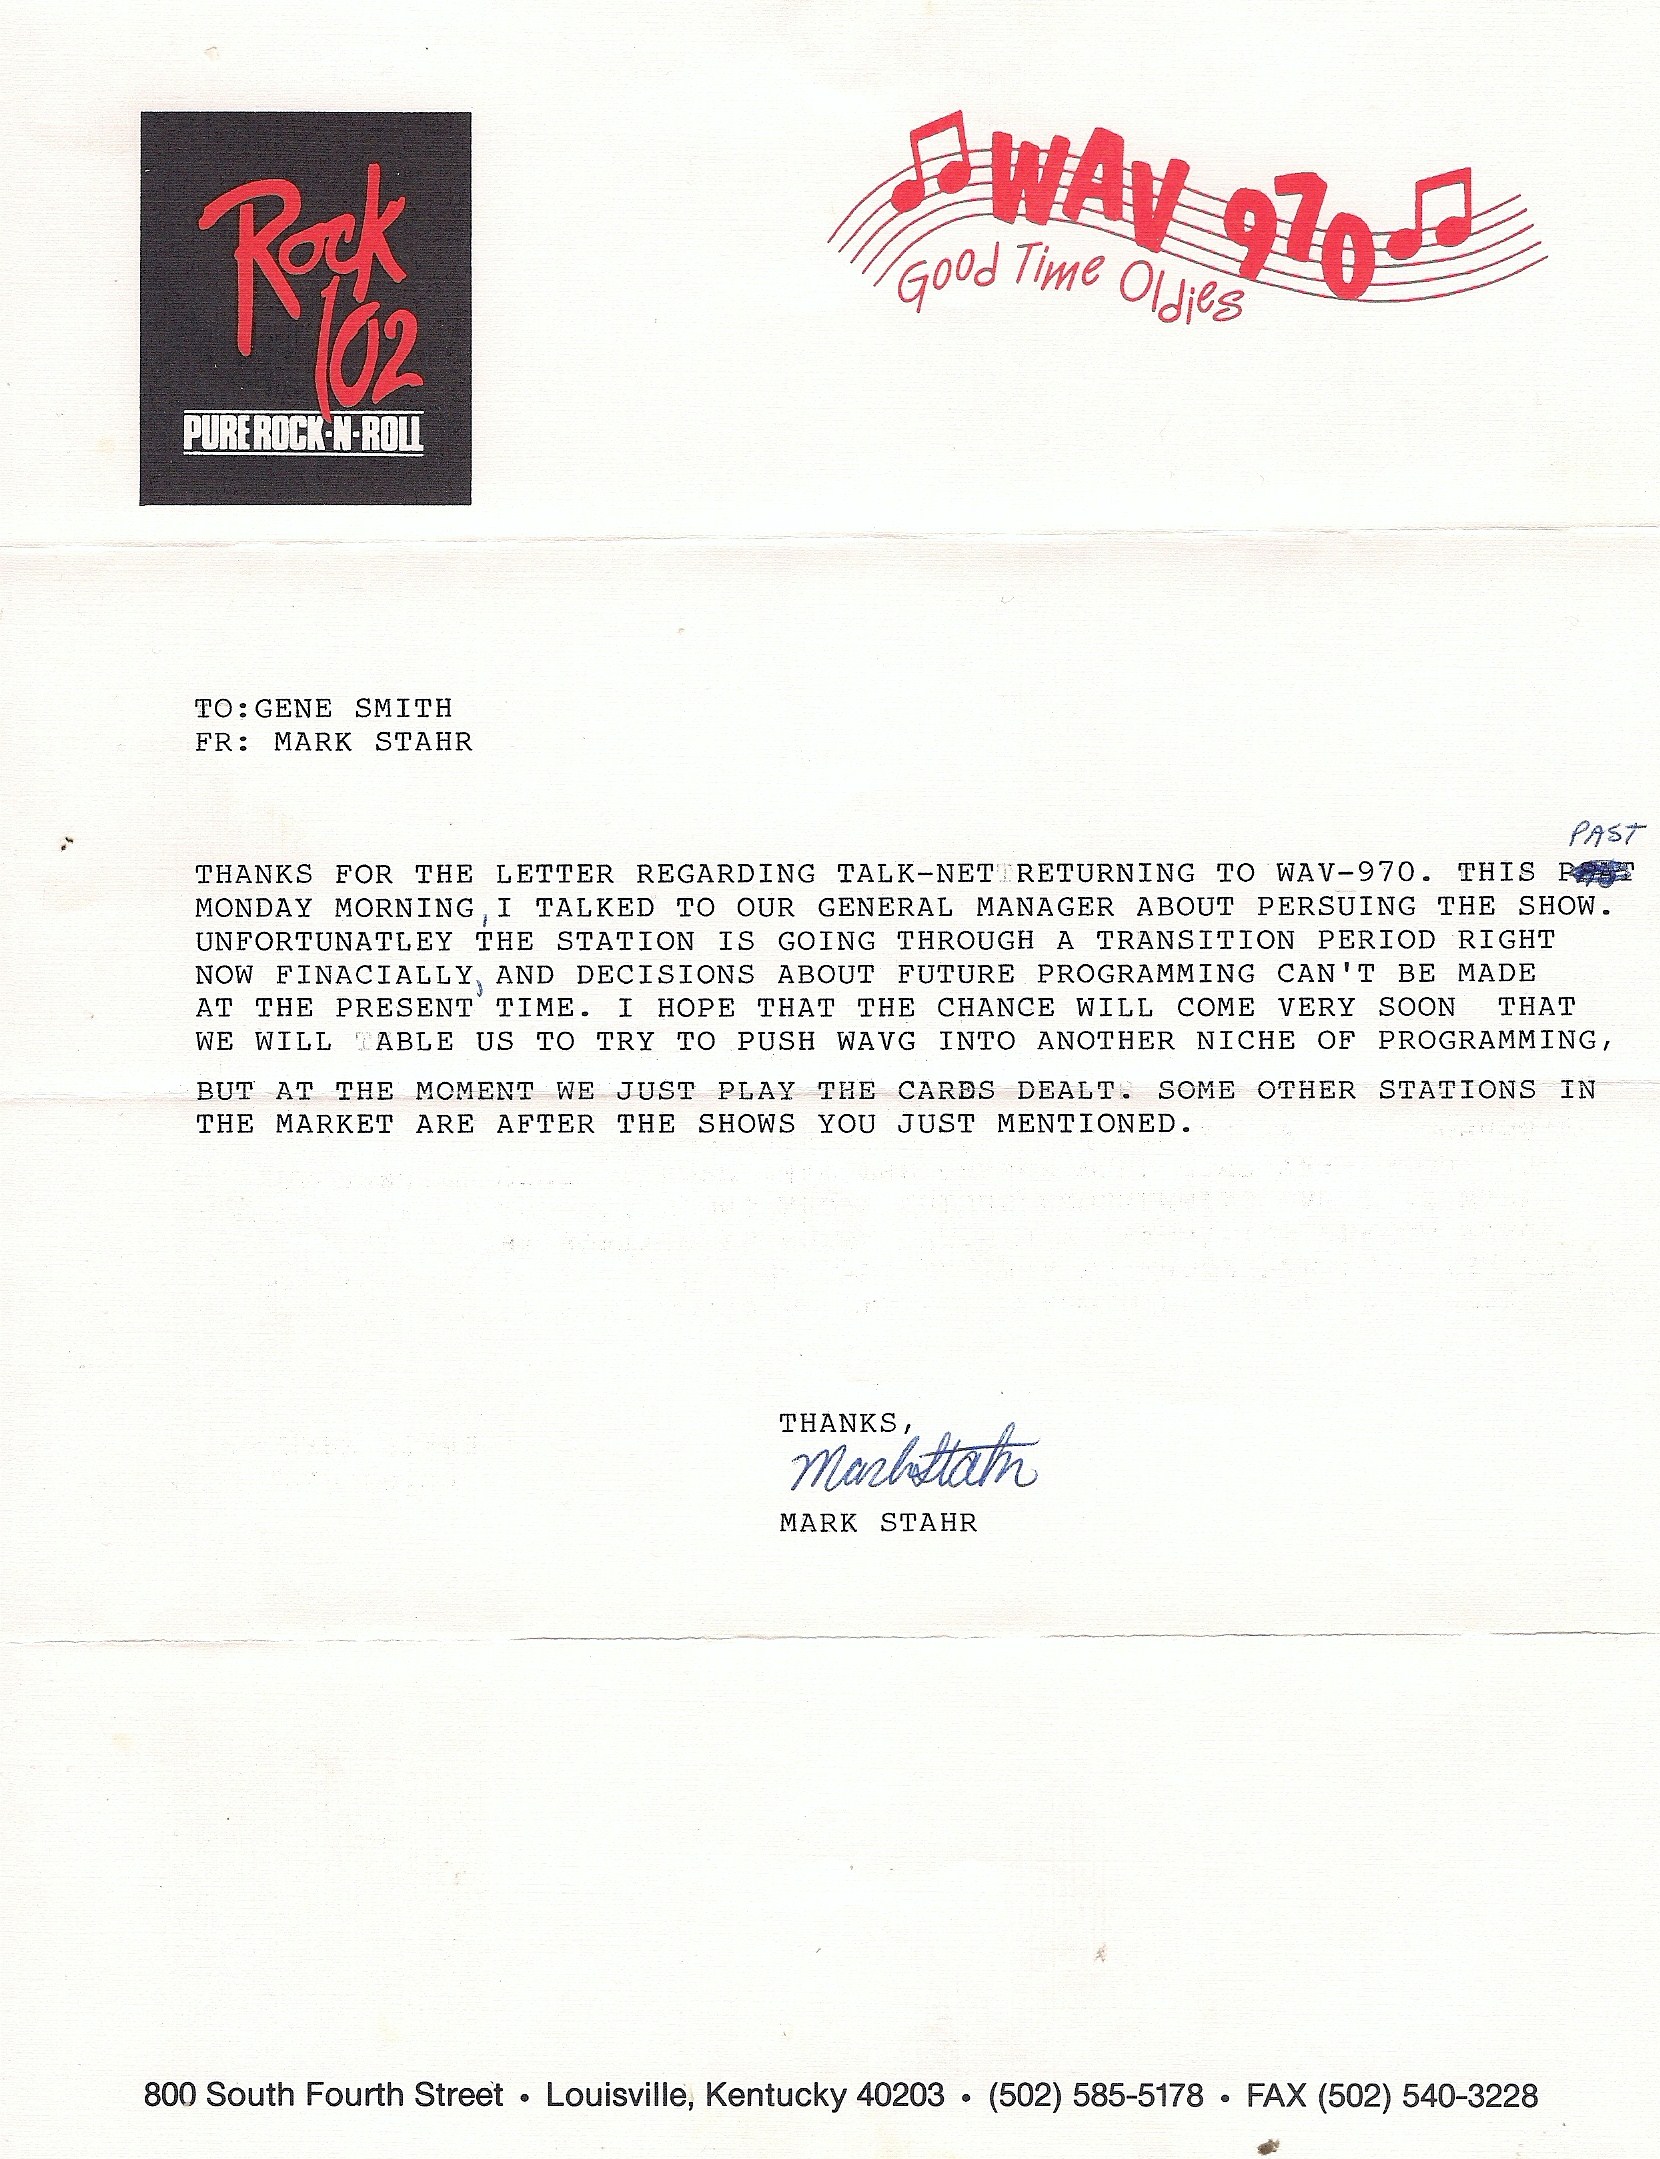 Rock
102
PURE ROCK-N-ROLL
WAV 970
Good Time Oldies
TO:GENE SMITH
FR: MARK STAHR
PAST
THANKS FOR THE LETTER REGARDING TALK-NET RETURNING TO WAV-970. THIS
MONDAY MORNING, I TALKED TO OUR GENERAL MANAGER ABOUT PERSUING THE SHOW.
UNFORTUNATLEY THE STATION IS GOING THROUGH A TRANSITION PERIOD RIGHT
NOW FINACIALLY, AND DECISIONS ABOUT FUTURE PROGRAMMING CAN'T BE MADE
AT THE PRESENT TIME. I HOPE THAT THE CHANCE WILL COME VERY SOON THAT
WE WILL ABLE US TO TRY TO PUSH WAVG INTO ANOTHER NICHE OF PROGRAMMING,
BUT AT THE MOMENT WE JUST PLAY THE CARDS DEALT. SOME OTHER STATIONS IN
THE MARKET ARE AFTER THE SHOWS YOU JUST MENTIONED.
THANKS,
Mark Stahr
MARK STAHR
800 South Fourth Street • Louisville, Kentucky 40203 • (502) 585-5178 • FAX (502) 540-3228